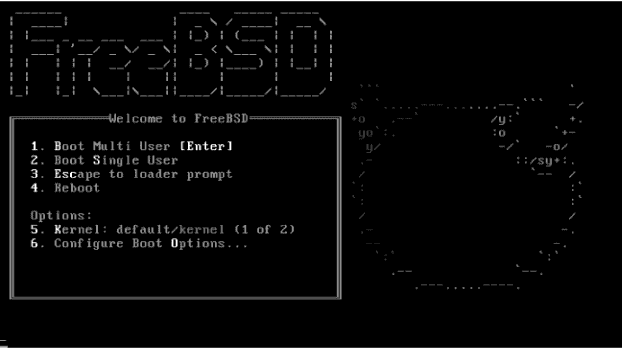 FreeBSD
Welcome to FreeBSD
1. Boot Multi User [Enter]
2. Boot Single User
3. Escape to loader prompt
4. Reboot
Options:
5. Kernel: default/kernel (1 of 2)
6. Configure Boot Options...